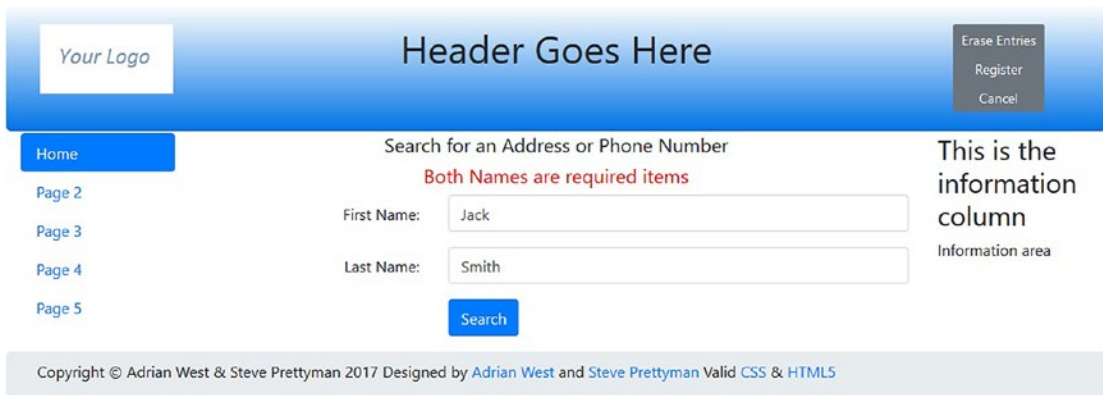 Your Logo
Header Goes Here
Erase Entries
Register
Cancel
Home
Page 2
Page 3
Page 4
Page 5
Search for an Address or Phone Number
Both Names are required items
First Name: Jack
Last Name: Smith
Search
This is the
information
column
Information area
Copyright © Adrian West & Steve Prettyman 2017 Designed by Adrian West and Steve Prettyman Valid CSS & HTML5